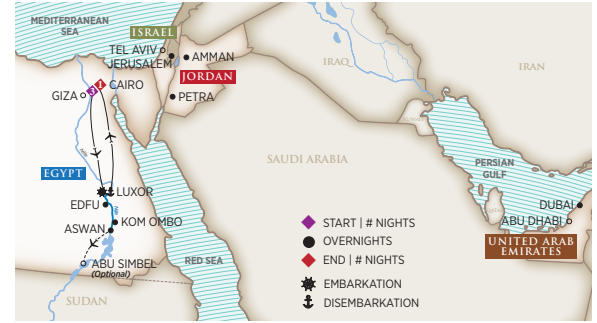 MEDITERRANEAN
SEA
ISRAEL
TEL AVIV
JERUSALEM
AMMAN
JORDAN
PETRA
IRAQ
IRAN
CAIRO
3
1
GIZA
KUWAIT
SAUDI ARABIA
PERSIAN
GULF
QATAR
DUBAI
ABU DHABI
UNITED ARAB
EMIRATES
EGYPT
LUXOR
EDFU
KOM OMBO
ASWAN
ABU SIMBEL
(Optional)
RED SEA
SUDAN
START | # NIGHTS
OVERNIGHTS
END | # NIGHTS
EMBARKATION
DISEMBARKATION